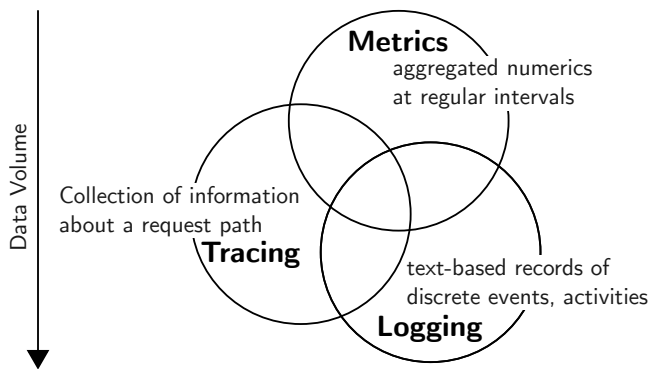 Metrics
aggregated numerics
at regular intervals
Data Volume
Collection of information
about a request path
Tracing
text-based records of
discrete events, activities
Logging